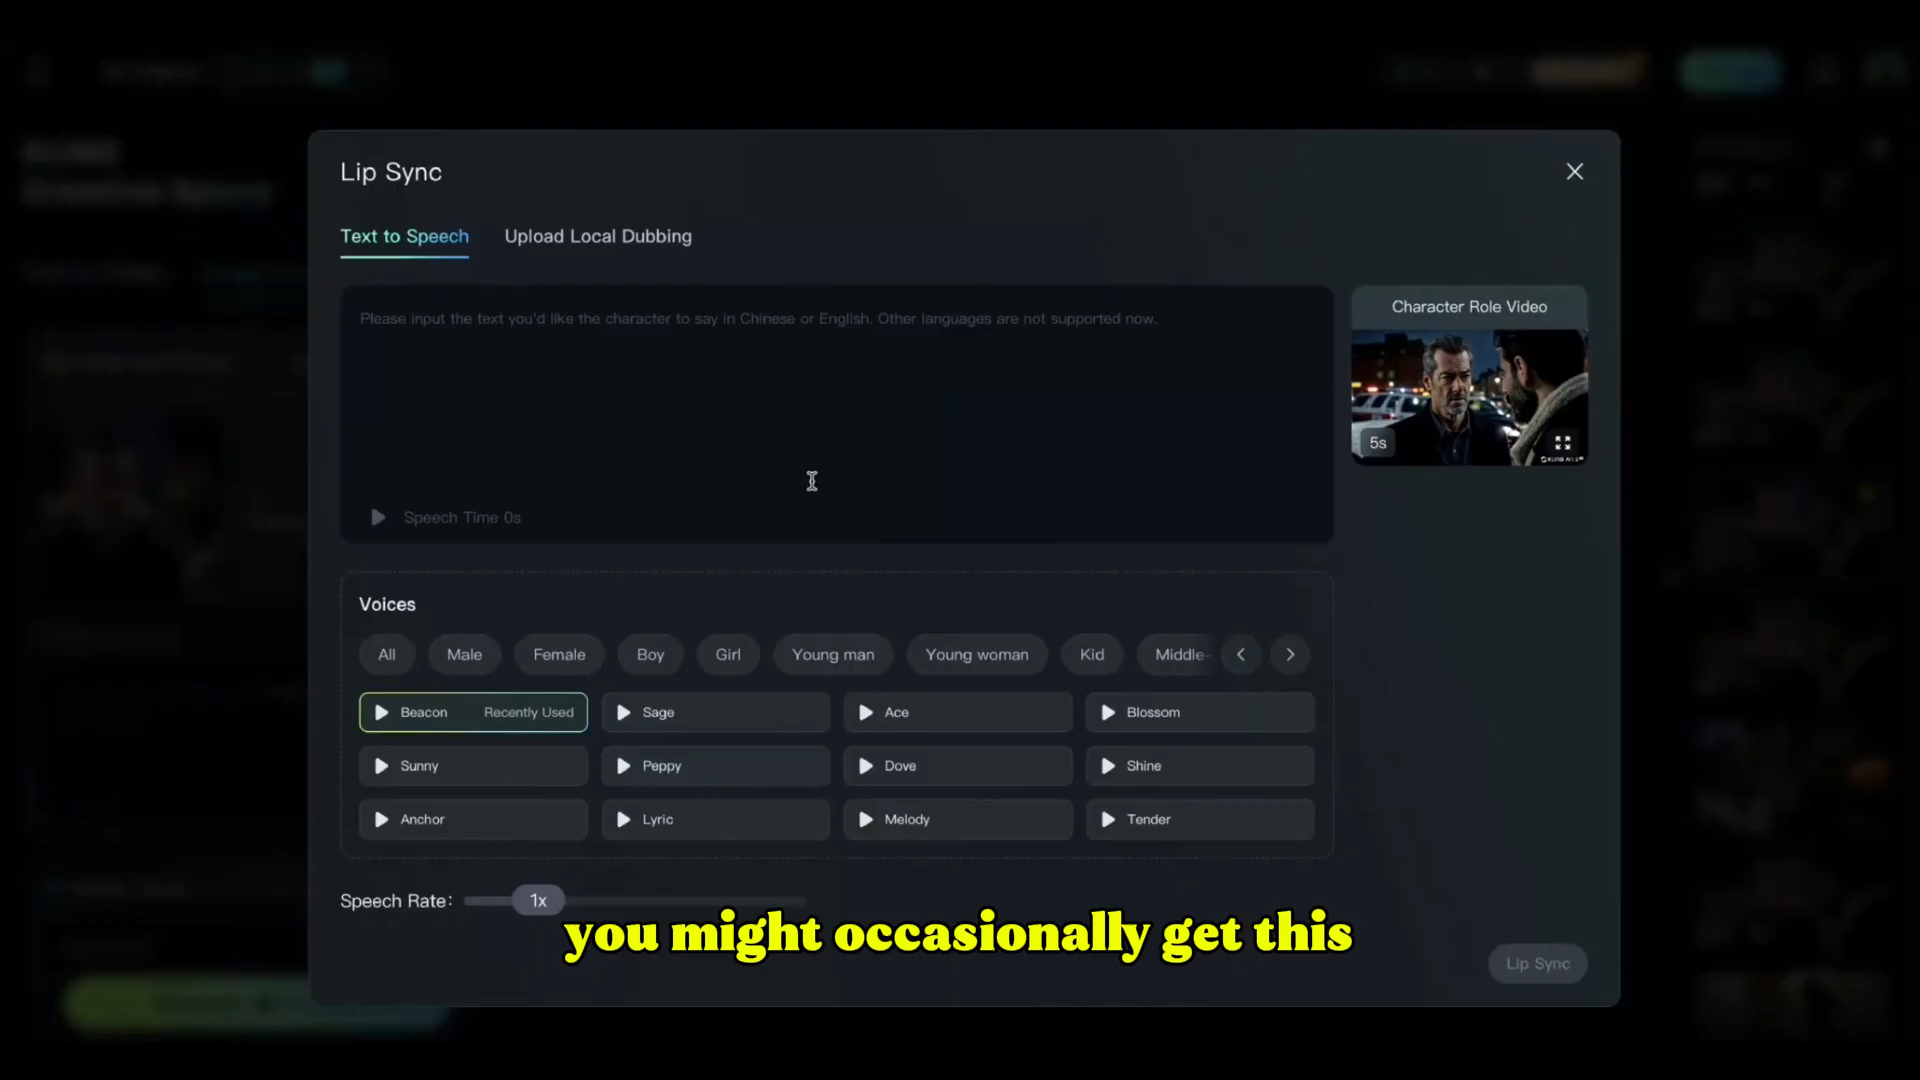 Lip Sync
Text to Speech
Upload Local Dubbing
Please input the text you'd like the character to say in Chinese or English. Other languages are not supported now.
Character Role Video
5s
Speech Time 0s
Voices
All
Male
Female
Boy
Girl
Young man
Young woman
Kid
Middle-
Beacon
Recently Used
Sage
Ace
Blossom
Sunny
Peppy
Dove
Shine
Anchor
Lyric
Melody
Tender
Speech Rate:
1x
you might occasionally get this
Lip Sync